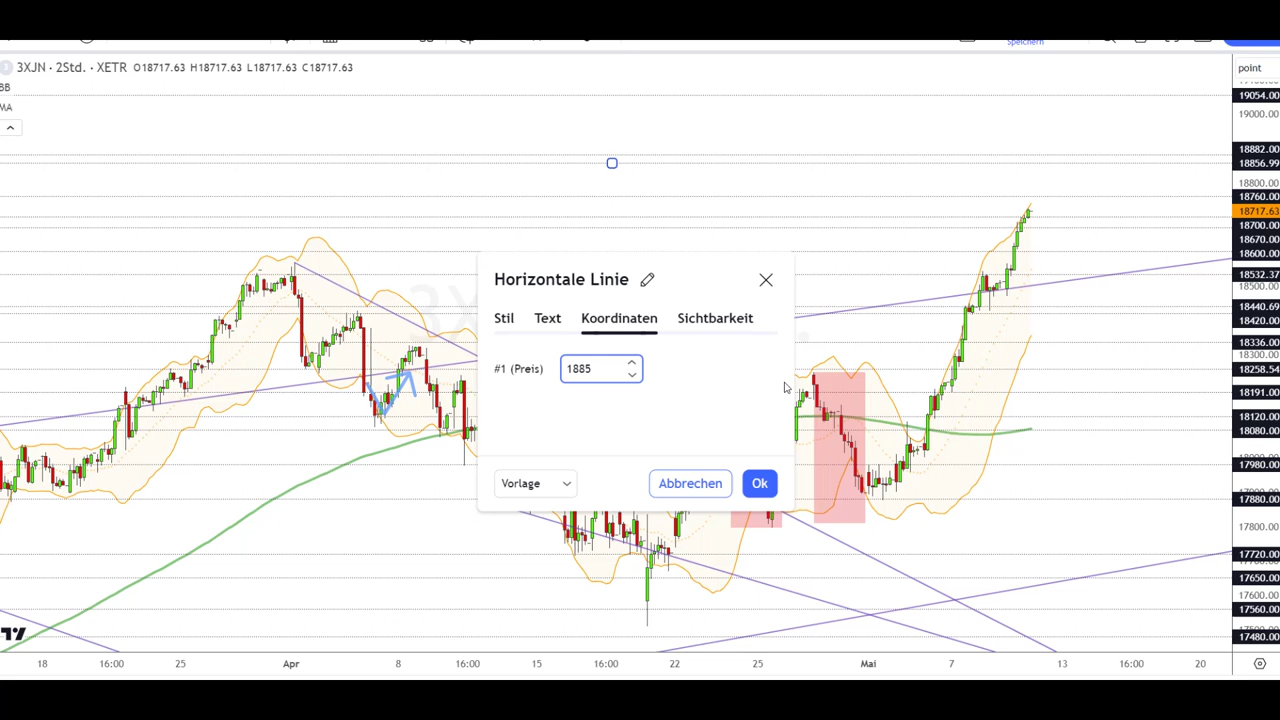 Speichern
3XJN · 2Std. · XETR O18717.63 H18717.63 L18717.63 C18717.63
BB
MA
point
19054.00
19000.00
18882.00
18856.99
18800.00
18760.00
18717.63
18700.00
18670.00
18600.00
18532.37
18500.00
18440.69
18420.00
18336.00
18300.00
18258.54
18191.00
18120.00
18080.00
17980.00
17880.00
17800.00
17720.00
17650.00
17600.00
17560.00
17480.00
Horizontale Linie
Stil Text Koordinaten Sichtbarkeit
#1 (Preis) 1885
Vorlage Abbrechen Ok
18 16:00 25 Apr 8 16:00 15 16:00 22 25 Mai 7 13 16:00 20